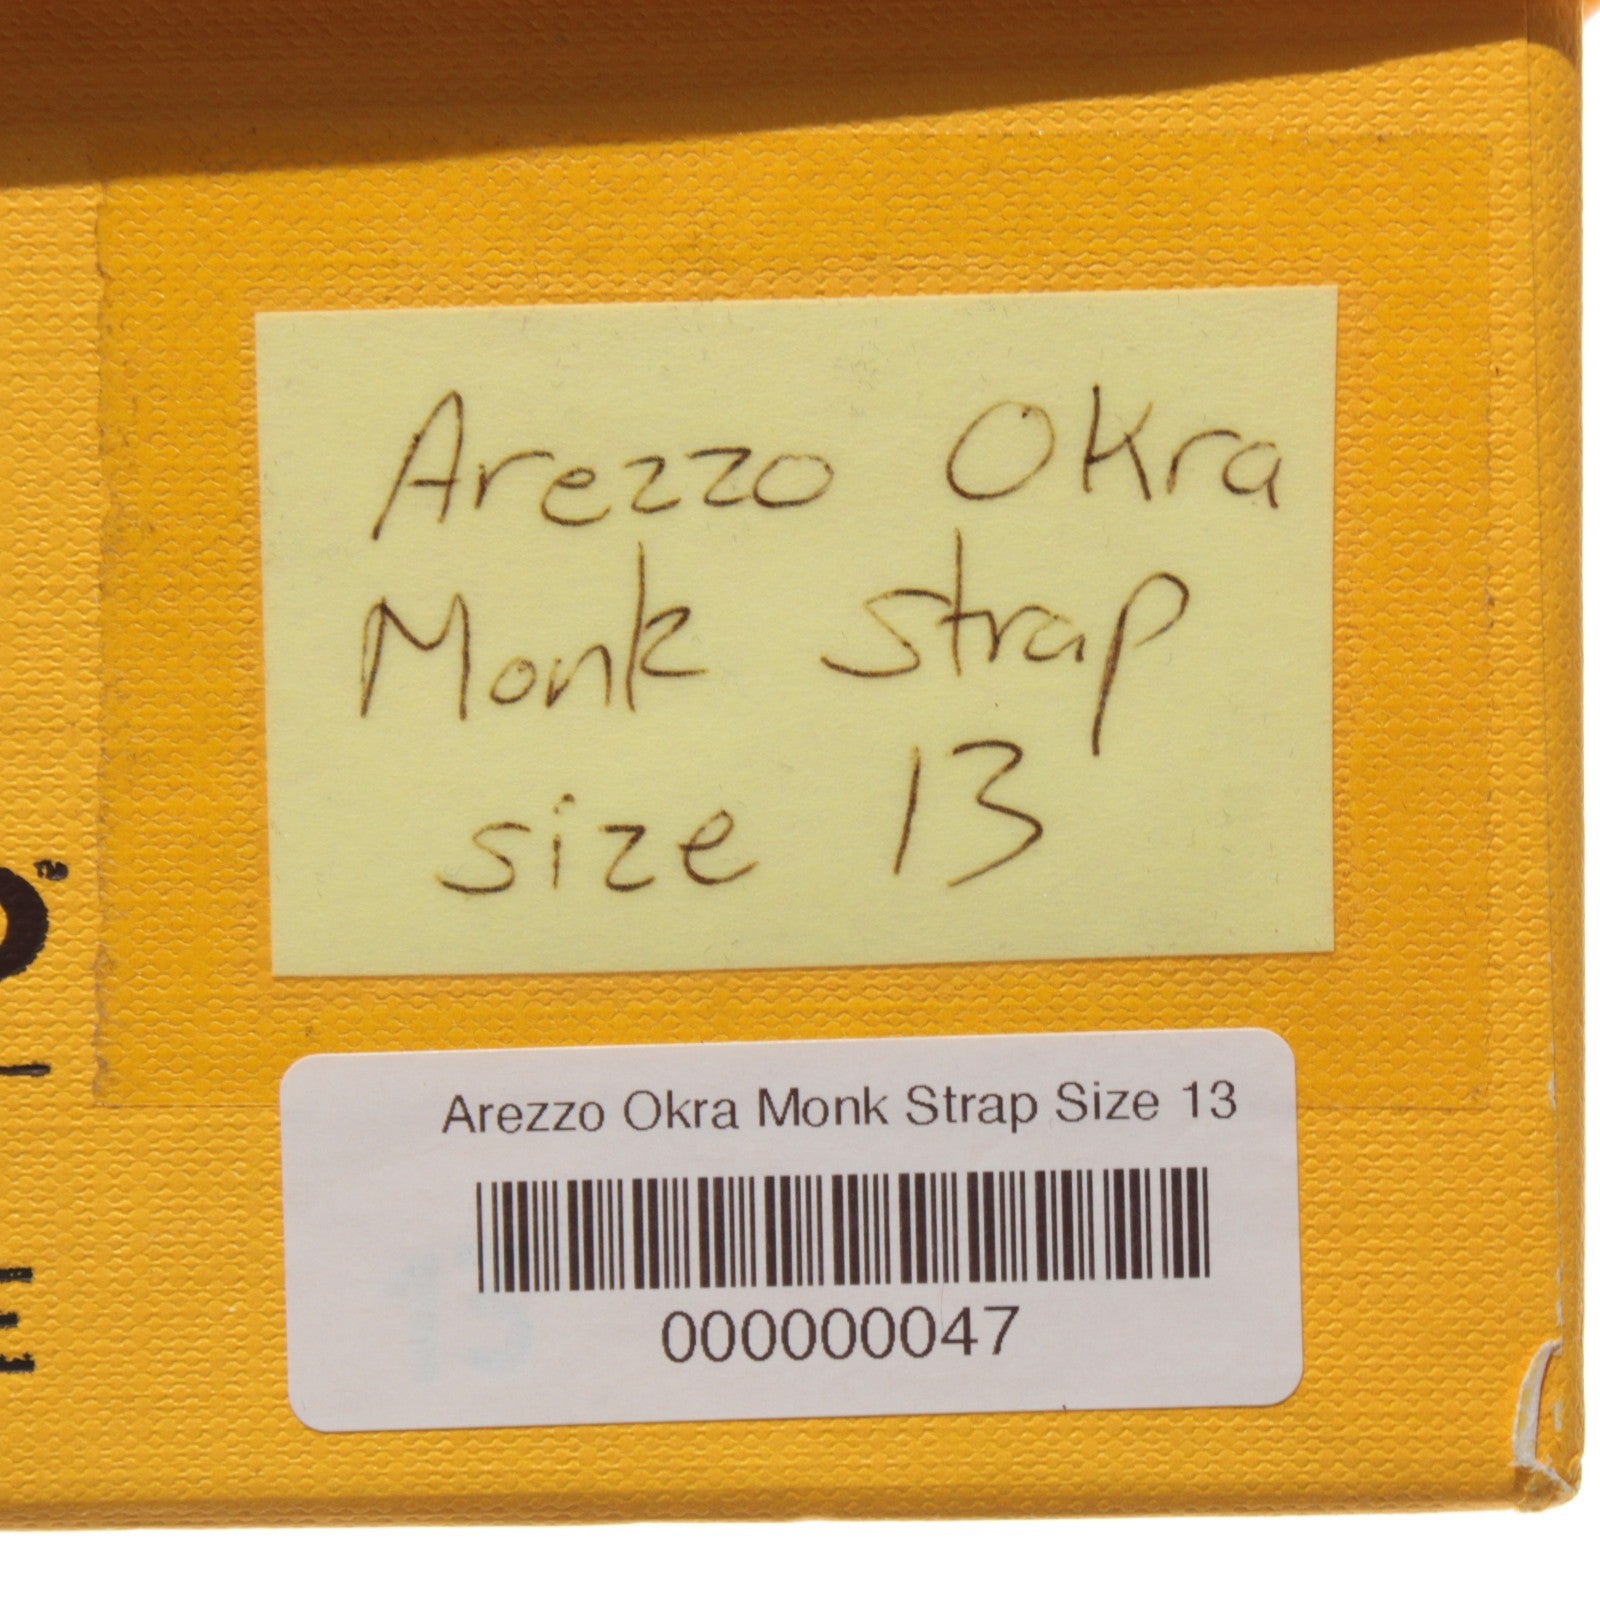 Arezzo Okra
Monk strap
size 13
Arezzo Okra Monk Strap Size 13
000000047